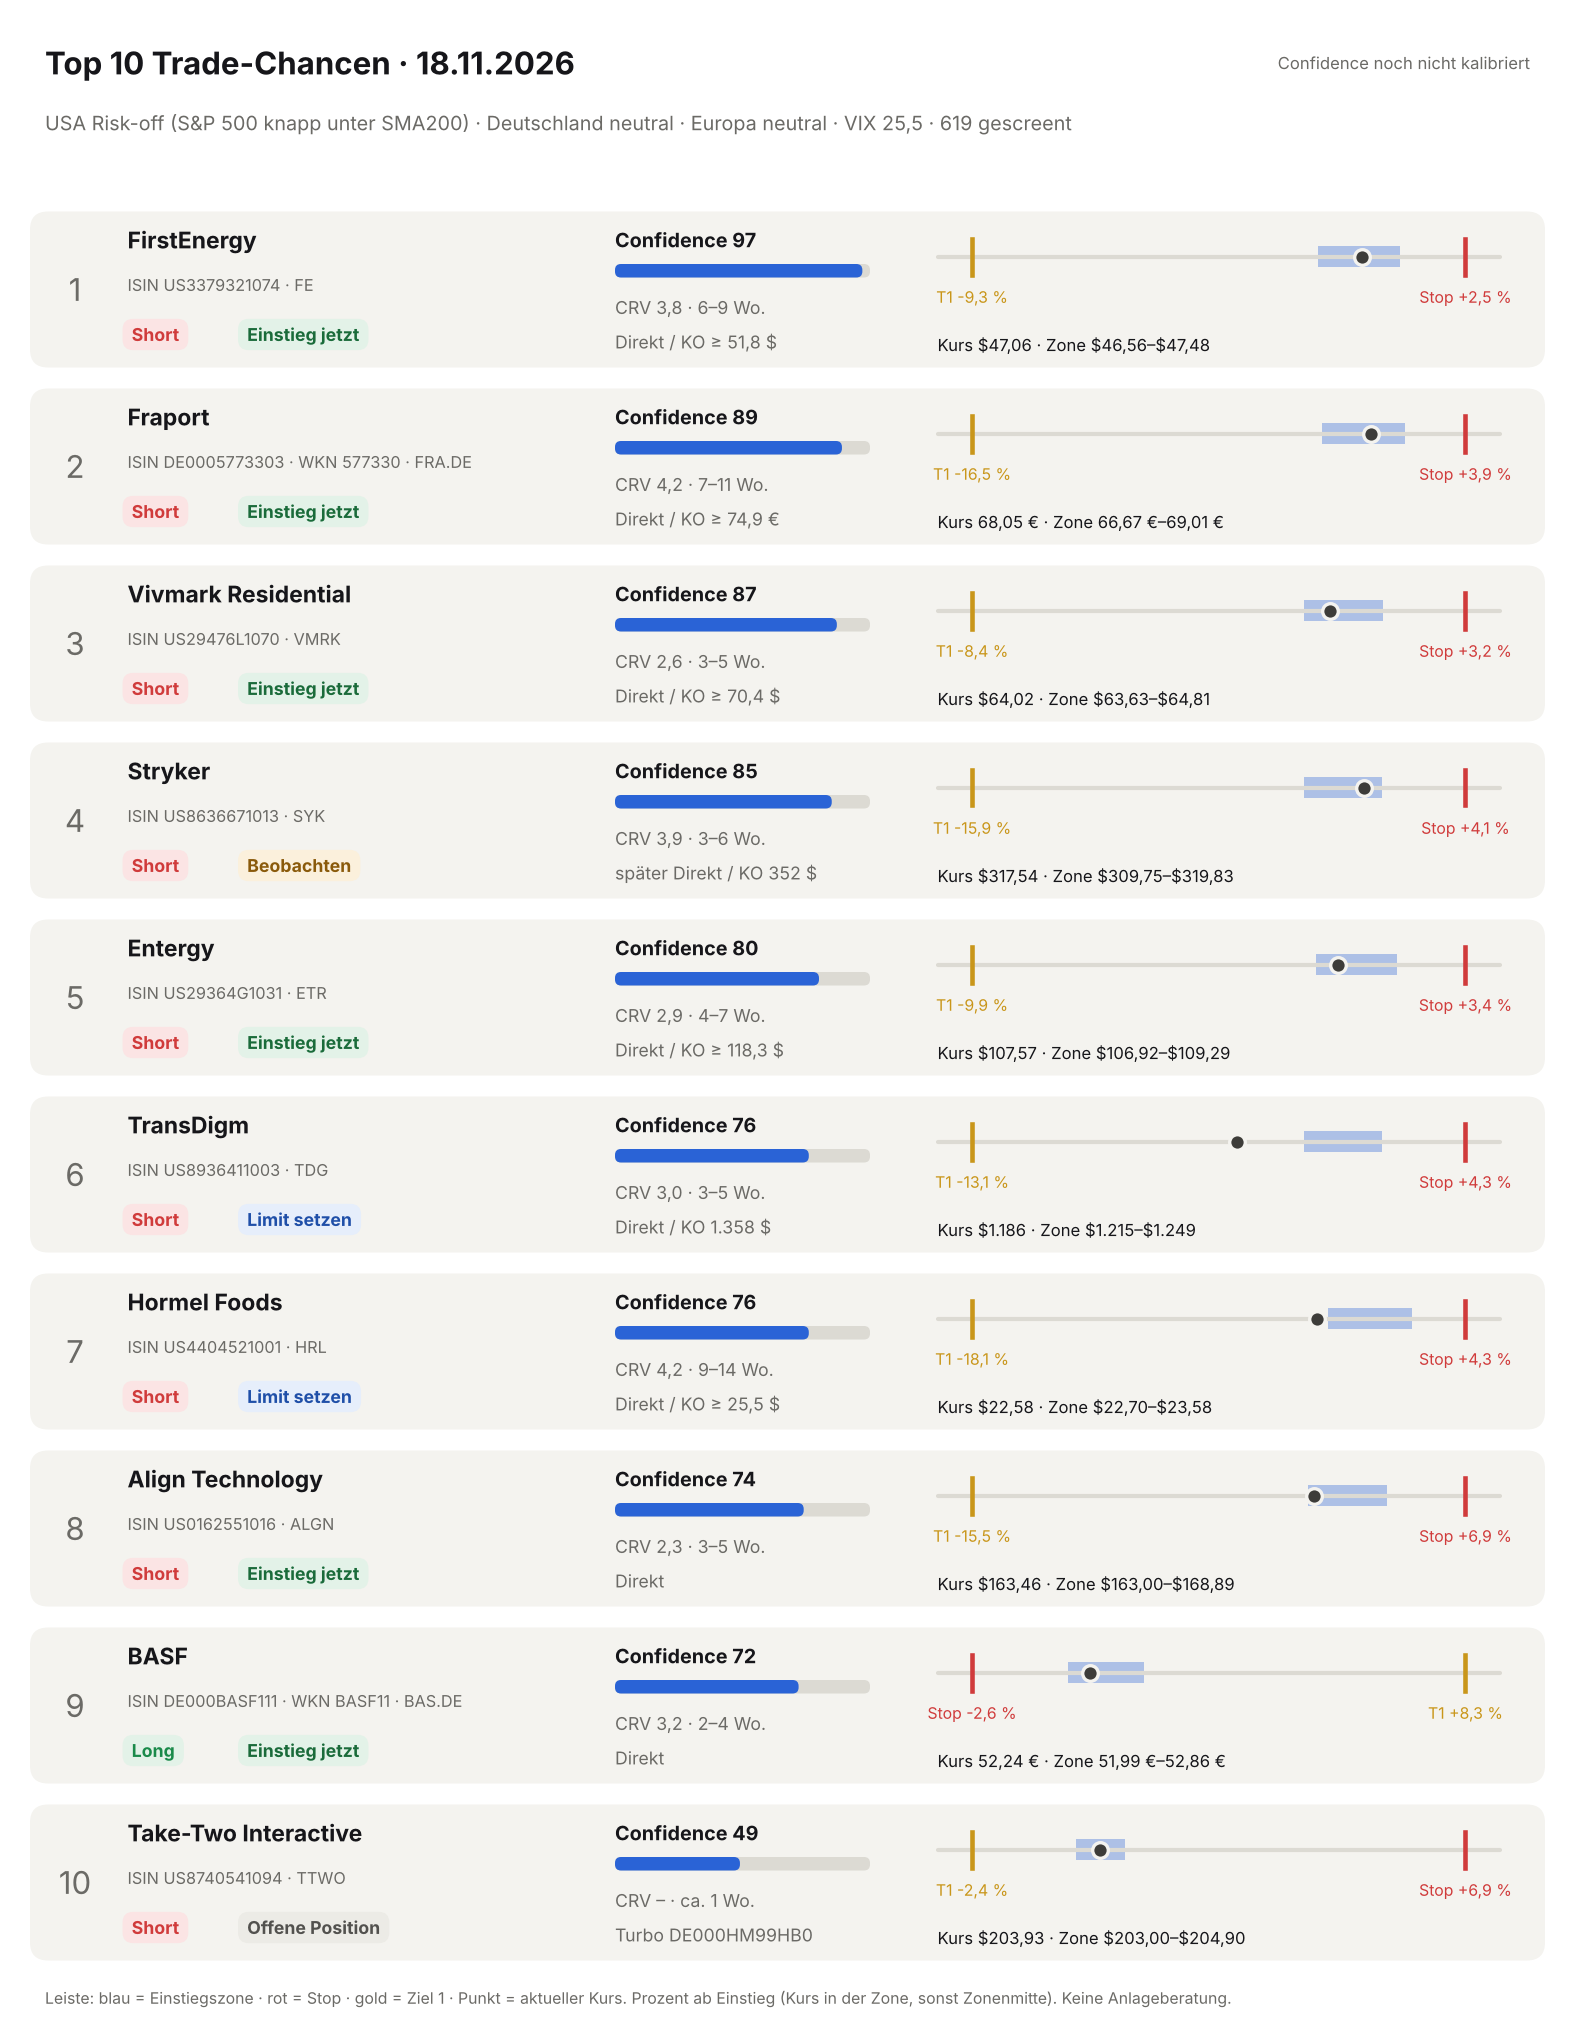 Top 10 Trade-Chancen · 18.11.2026
Confidence noch nicht kalibriert
USA Risk-off (S&P 500 knapp unter SMA200) · Deutschland neutral · Europa neutral · VIX 25,5 · 619 gescreent
1
FirstEnergy
ISIN US3379321074 · FE
Short
Einstieg jetzt
Confidence 97
CRV 3,8 · 6–9 Wo.
Direkt / KO ≥ 51,8 $
T1 -9,3 %
Stop +2,5 %
Kurs $47,06 · Zone $46,56–$47,48
2
Fraport
ISIN DE0005773303 · WKN 577330 · FRA.DE
Short
Einstieg jetzt
Confidence 89
CRV 4,2 · 7–11 Wo.
Direkt / KO ≥ 74,9 €
T1 -16,5 %
Stop +3,9 %
Kurs 68,05 € · Zone 66,67 €–69,01 €
3
Vivmark Residential
ISIN US29476L1070 · VMRK
Short
Einstieg jetzt
Confidence 87
CRV 2,6 · 3–5 Wo.
Direkt / KO ≥ 70,4 $
T1 -8,4 %
Stop +3,2 %
Kurs $64,02 · Zone $63,63–$64,81
4
Stryker
ISIN US8636671013 · SYK
Short
Beobachten
Confidence 85
CRV 3,9 · 3–6 Wo.
später Direkt / KO 352 $
T1 -15,9 %
Stop +4,1 %
Kurs $317,54 · Zone $309,75–$319,83
5
Entergy
ISIN US29364G1031 · ETR
Short
Einstieg jetzt
Confidence 80
CRV 2,9 · 4–7 Wo.
Direkt / KO ≥ 118,3 $
T1 -9,9 %
Stop +3,4 %
Kurs $107,57 · Zone $106,92–$109,29
6
TransDigm
ISIN US8936411003 · TDG
Short
Limit setzen
Confidence 76
CRV 3,0 · 3–5 Wo.
Direkt / KO 1.358 $
T1 -13,1 %
Stop +4,3 %
Kurs $1.186 · Zone $1.215–$1.249
7
Hormel Foods
ISIN US4404521001 · HRL
Short
Limit setzen
Confidence 76
CRV 4,2 · 9–14 Wo.
Direkt / KO ≥ 25,5 $
T1 -18,1 %
Stop +4,3 %
Kurs $22,58 · Zone $22,70–$23,58
8
Align Technology
ISIN US0162551016 · ALGN
Short
Einstieg jetzt
Confidence 74
CRV 2,3 · 3–5 Wo.
Direkt
T1 -15,5 %
Stop +6,9 %
Kurs $163,46 · Zone $163,00–$168,89
9
BASF
ISIN DE000BASF111 · WKN BASF11 · BAS.DE
Long
Einstieg jetzt
Confidence 72
CRV 3,2 · 2–4 Wo.
Direkt
Stop -2,6 %
T1 +8,3 %
Kurs 52,24 € · Zone 51,99 €–52,86 €
10
Take-Two Interactive
ISIN US8740541094 · TTWO
Short
Offene Position
Confidence 49
CRV – · ca. 1 Wo.
Turbo DE000HM99HB0
T1 -2,4 %
Stop +6,9 %
Kurs $203,93 · Zone $203,00–$204,90
Leiste: blau = Einstiegszone · rot = Stop · gold = Ziel 1 · Punkt = aktueller Kurs. Prozent ab Einstieg (Kurs in der Zone, sonst Zonenmitte). Keine Anlageberatung.